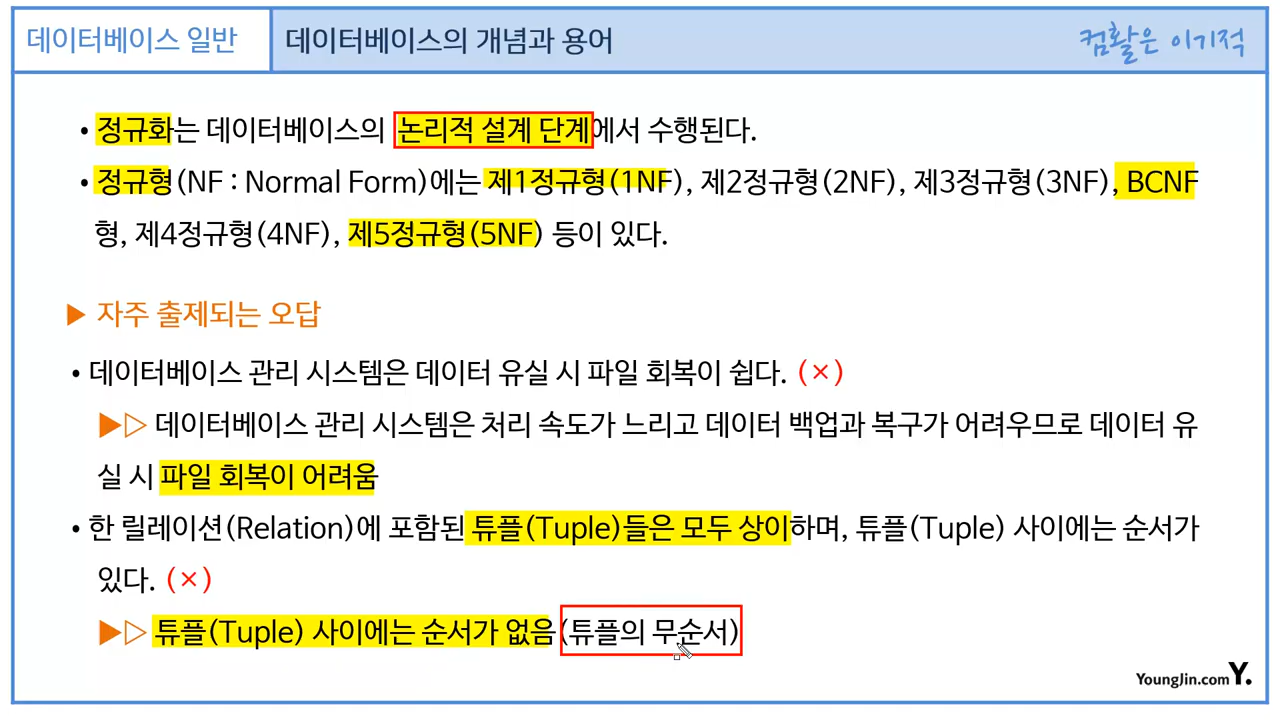 데이터베이스 일반
데이터베이스의 개념과 용어
컴활은 이기적
• 정규화는 데이터베이스의 논리적 설계 단계에서 수행된다.
• 정규형(NF : Normal Form)에는 제1정규형(1NF), 제2정규형(2NF), 제3정규형(3NF), BCNF
형, 제4정규형(4NF), 제5정규형(5NF) 등이 있다.
▶ 자주 출제되는 오답
• 데이터베이스 관리 시스템은 데이터 유실 시 파일 회복이 쉽다. (×)
▶▷ 데이터베이스 관리 시스템은 처리 속도가 느리고 데이터 백업과 복구가 어려우므로 데이터 유
실 시 파일 회복이 어려움
• 한 릴레이션(Relation)에 포함된 튜플(Tuple)들은 모두 상이하며, 튜플(Tuple) 사이에는 순서가
있다. (×)
▶▷ 튜플(Tuple) 사이에는 순서가 없음(튜플의 무순서)
YoungJin.com Y.